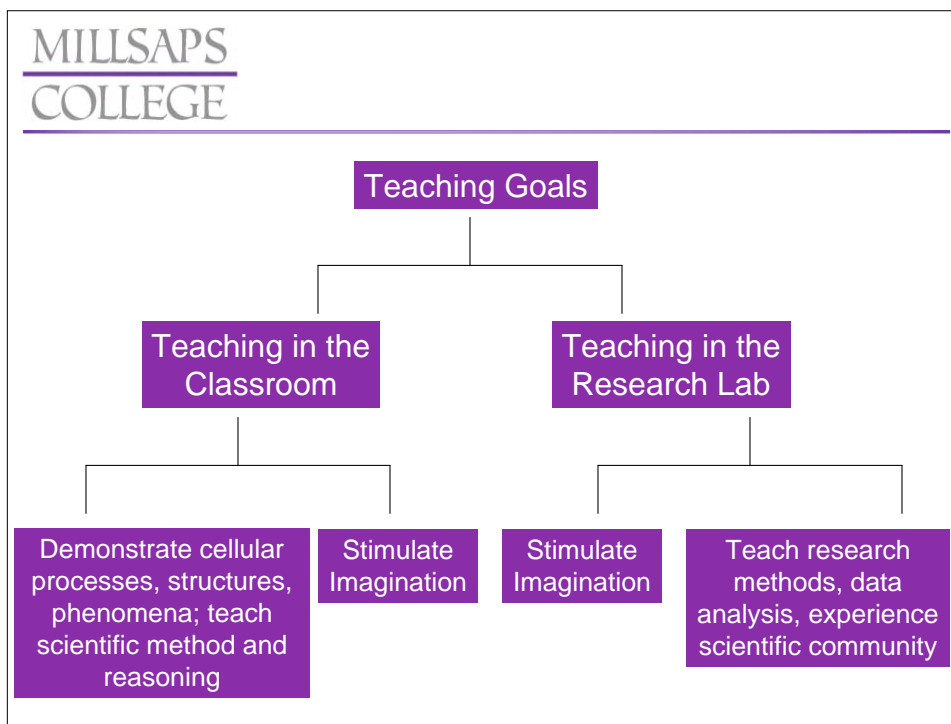 MILLSAPS
COLLEGE
Teaching Goals
Teaching in the
Classroom
Teaching in the
Research Lab
Demonstrate cellular
processes, structures,
phenomena; teach
scientific method and
reasoning
Stimulate
Imagination
Stimulate
Imagination
Teach research
methods, data
analysis, experience
scientific community